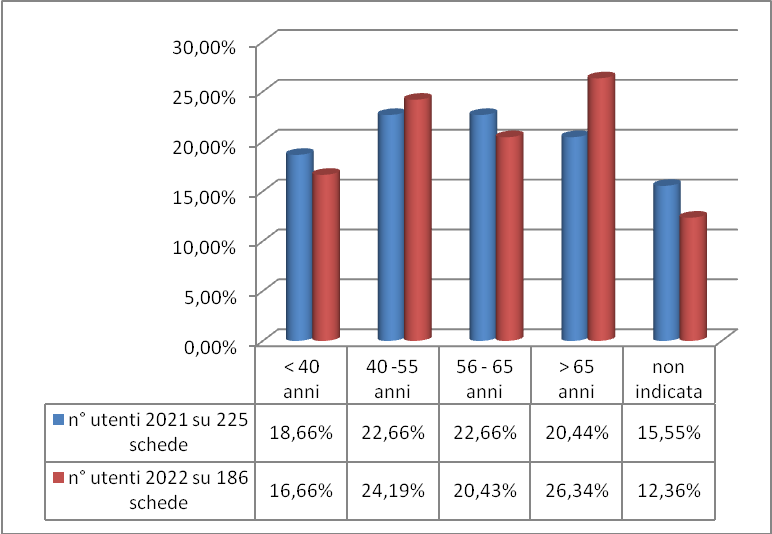 30,00%
25,00%
20,00%
15,00%
10,00%
5,00%
0,00%
< 40 40 -55 56 - 65 > 65 non
anni anni anni anni indicata
n° utenti 2021 su 225
schede
18,66% 22,66% 22,66% 20,44% 15,55%
n° utenti 2022 su 186
schede
16,66% 24,19% 20,43% 26,34% 12,36%